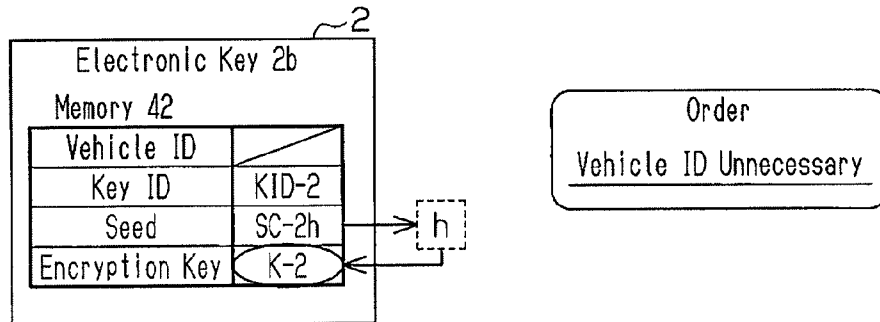 2
Electronic Key 2b
Memory 42
Vehicle ID
Key ID KID-2
Seed SC-2h
h
Encryption Key K-2
Order
Vehicle ID Unnecessary